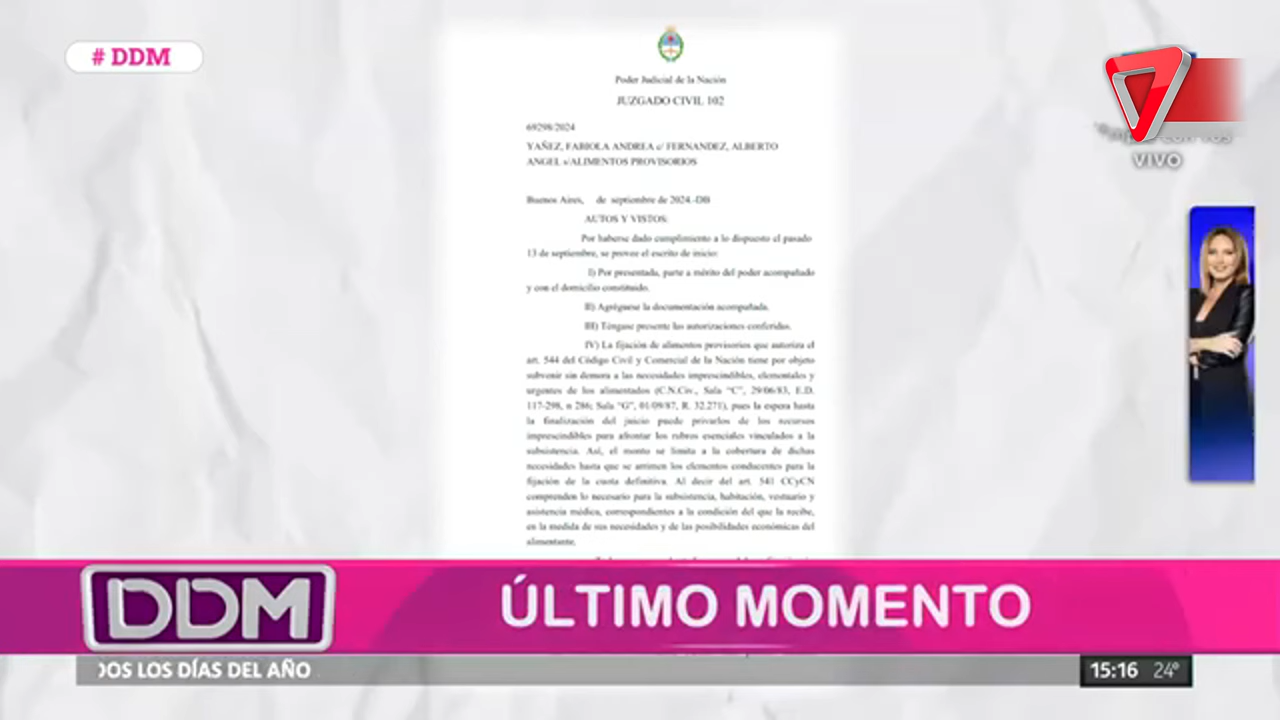 # DDM
VIVO
Poder Judicial de la Nación
JUZGADO CIVIL 102
69298/2024
YAÑEZ, FABIOLA ANDREA c/ FERNANDEZ, ALBERTO
ANGEL s/ALIMENTOS PROVISORIOS
Buenos Aires, de septiembre de 2024.-DB
AUTOS Y VISTOS:
Por haberse dado cumplimiento a lo dispuesto el pasado
13 de septiembre, se provee el escrito de inicio:
I) Por presentada, parte a mérito del poder acompañado
y con el domicilio constituido.
II) Agréguese la documentación acompañada.
III) Téngase presente las autorizaciones conferidas.
IV) La fijación de alimentos provisorios que autoriza el
art. 544 del Código Civil y Comercial de la Nación tiene por objeto
subvenir sin demora a las necesidades imprescindibles, elementales y
urgentes de los alimentados (C.N.Civ., Sala "C", 29/06/83, E.D.
117-298, n 286; Sala "G", 01/09/87, R. 32.271), pues la espera hasta
la finalización del juicio puede privarlos de los recursos
imprescindibles para afrontar los rubros esenciales vinculados a la
subsistencia. Así, el monto se limita a la cobertura de dichas
necesidades hasta que se arrimen los elementos conducentes para la
fijación de la cuota definitiva. Al decir del art. 541 CCyCN
comprenden lo necesario para la subsistencia, habitación, vestuario y
asistencia médica, correspondientes a la condición del que la recibe,
en la medida de sus necesidades y de las posibilidades económicas del
alimentante.
DDM
ÚLTIMO MOMENTO
DOS LOS DÍAS DEL AÑO
15:16 24°